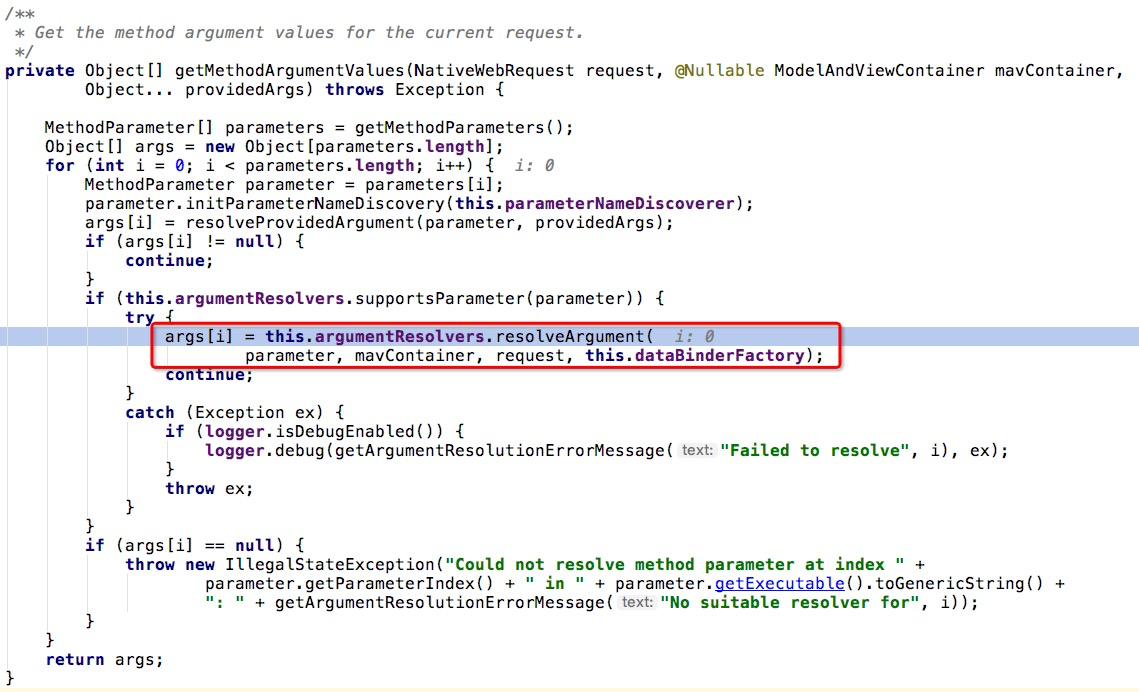 /**
 * Get the method argument values for the current request.
 */
private Object[] getMethodArgumentValues(NativeWebRequest request, @Nullable ModelAndViewContainer mavContainer,
        Object... providedArgs) throws Exception {

    MethodParameter[] parameters = getMethodParameters();
    Object[] args = new Object[parameters.length];
    for (int i = 0; i < parameters.length; i++) {  i: 0
        MethodParameter parameter = parameters[i];
        parameter.initParameterNameDiscovery(this.parameterNameDiscoverer);
        args[i] = resolveProvidedArgument(parameter, providedArgs);
        if (args[i] != null) {
            continue;
        }
        if (this.argumentResolvers.supportsParameter(parameter)) {
            try {
                args[i] = this.argumentResolvers.resolveArgument(  i: 0
                        parameter, mavContainer, request, this.dataBinderFactory);
                continue;
            }
            catch (Exception ex) {
                if (logger.isDebugEnabled()) {
                    logger.debug(getArgumentResolutionErrorMessage( text: "Failed to resolve", i), ex);
                }
                throw ex;
            }
        }
        if (args[i] == null) {
            throw new IllegalStateException("Could not resolve method parameter at index " +
                    parameter.getParameterIndex() + " in " + parameter.getExecutable().toGenericString() +
                    ": " + getArgumentResolutionErrorMessage( text: "No suitable resolver for", i));
        }
    }
    return args;
}